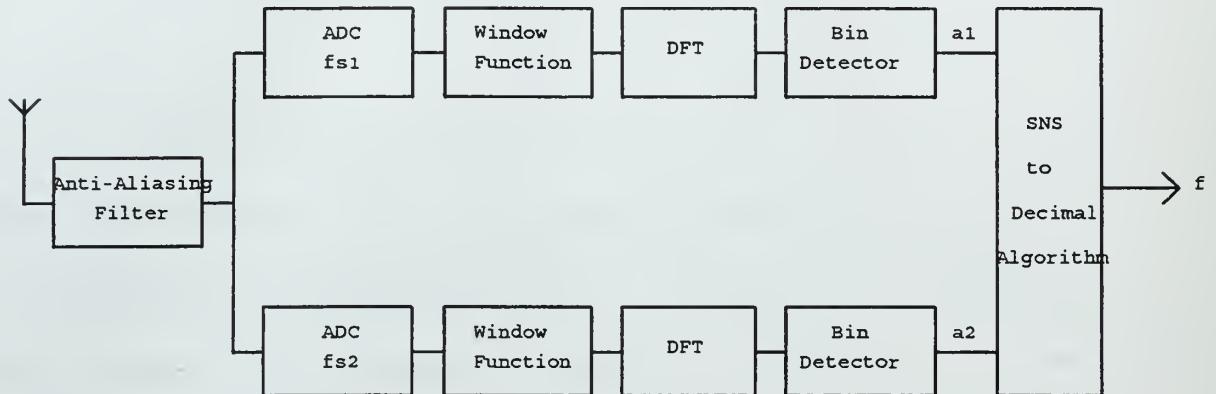 ADC
fs1
Window
Function
DFT
Bin
Detector
a1
SNS
to
Decimal
Algorithm
f
Anti-Aliasing
Filter
ADC
fs2
Window
Function
DFT
Bin
Detector
a2